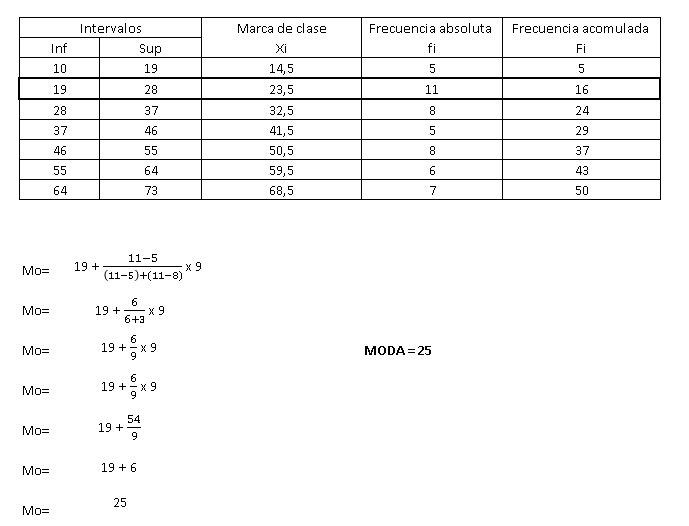 Intervalos Marca de clase Frecuencia absoluta Frecuencia acomulada
Inf Sup Xi fi Fi
10 19 14,5 5 5
19 28 23,5 11 16
28 37 32,5 8 24
37 46 41,5 5 29
46 55 50,5 8 37
55 64 59,5 6 43
64 73 68,5 7 50
Mo= 19 + 11−5/(11−5)+(11−8) x 9
Mo= 19 + 6/6+3 x 9
Mo= 19 + 6/9 x 9 MODA = 25
Mo= 19 + 6/9 x 9
Mo= 19 + 54/9
Mo= 19 + 6
Mo= 25